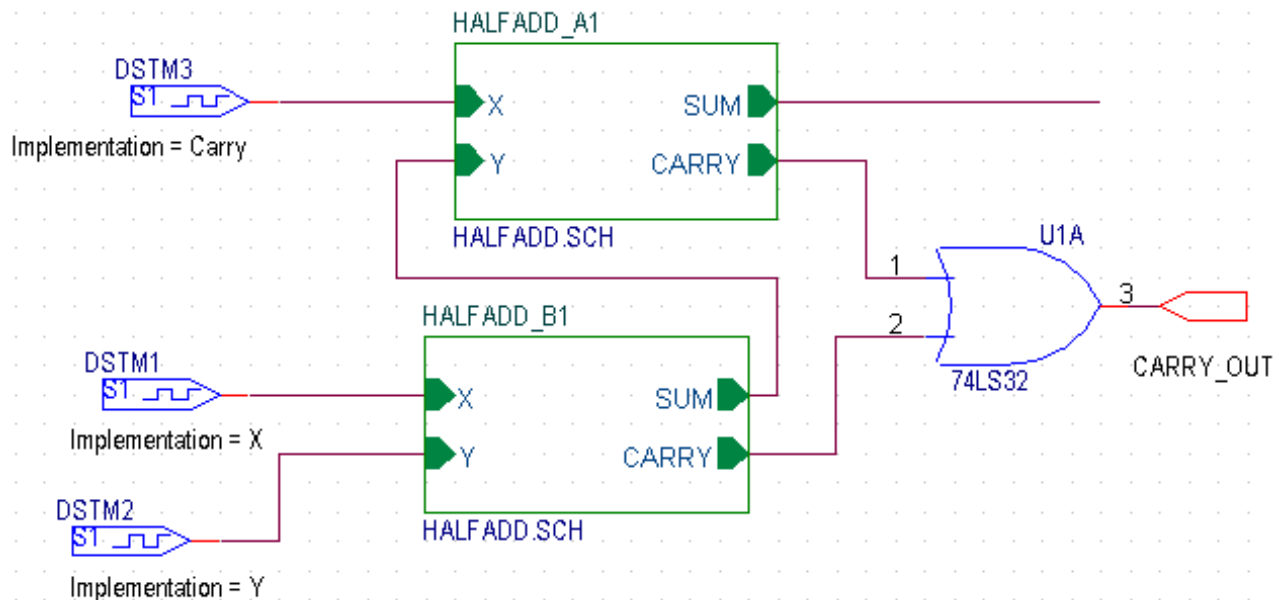 HALFADD_A1
DSTM3
S1
X
SUM
Implementation = Carry
Y
CARRY
HALFADD.SCH
U1A
1
HALFADD_B1
3
2
DSTM1
CARRY_OUT
74LS32
S1
X
SUM
Implementation = X
Y
CARRY
DSTM2
HALFADD.SCH
S1
Implementation = Y